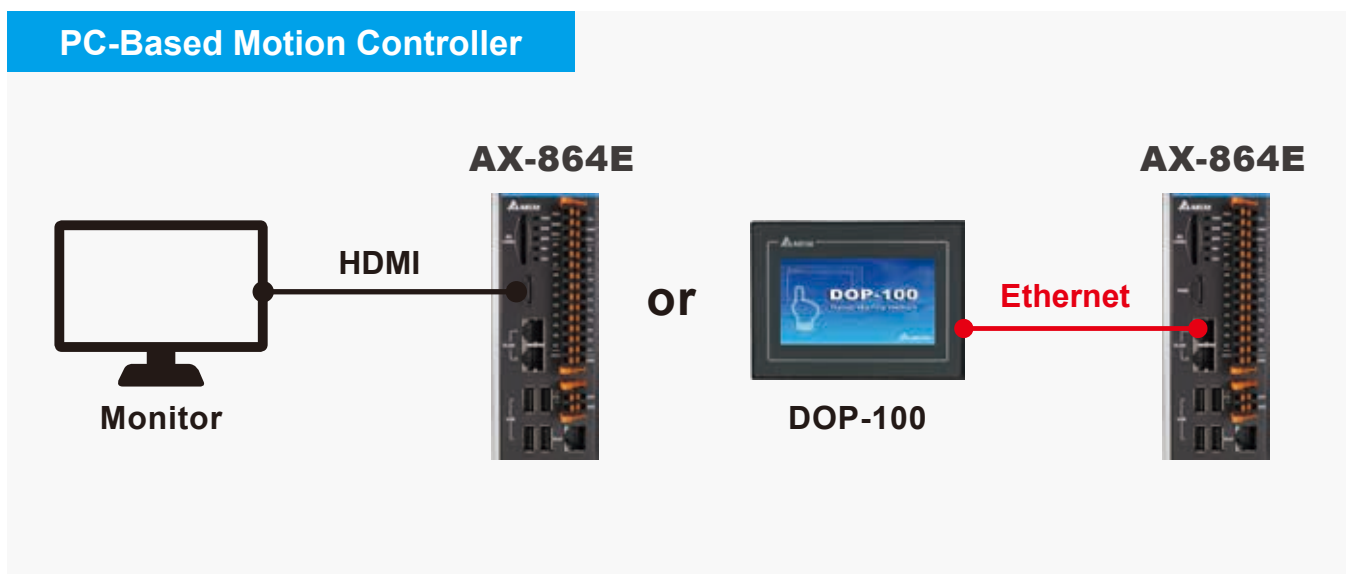 PC-Based Motion Controller
AX-864E
AX-864E
HDMI
or
DOP-100
Ethernet
Monitor
DOP-100